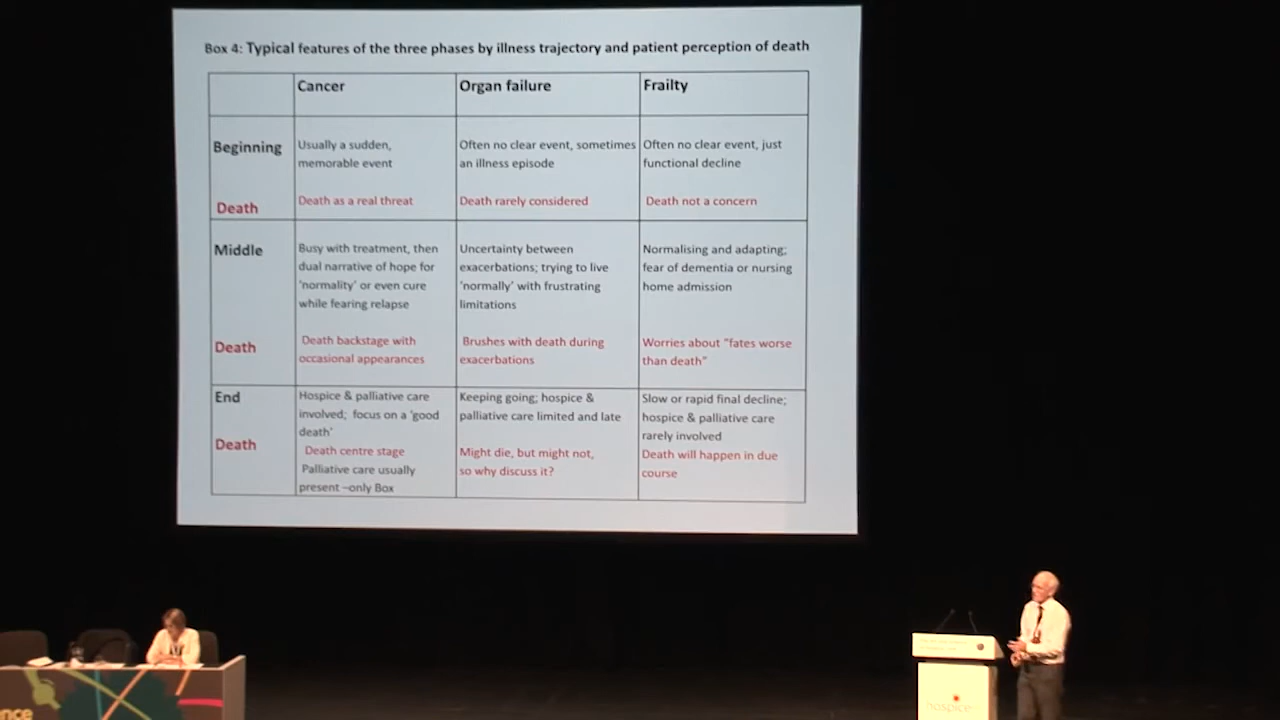 Box 4: Typical features of the three phases by illness trajectory and patient perception of death
Cancer
Organ failure
Frailty
Beginning
Usually a sudden,
memorable event
Often no clear event, sometimes
an illness episode
Often no clear event, just
functional decline
Death
Death as a real threat
Death rarely considered
Death not a concern
Middle
Busy with treatment, then
dual narrative of hope for
'normality' or even cure
while fearing relapse
Uncertainty between
exacerbations; trying to live
'normally' with frustrating
limitations
Normalising and adapting;
fear of dementia or nursing
home admission
Death
Death backstage with
occasional appearances
Brushes with death during
exacerbations
Worries about "fates worse
than death"
End
Hospice & palliative care
involved; focus on a 'good
death'
Keeping going; hospice &
palliative care limited and late
Slow or rapid final decline;
hospice & palliative care
rarely involved
Death
Death centre stage
Palliative care usually
present –only Box
Might die, but might not,
so why discuss it?
Death will happen in due
course
nce
hospice